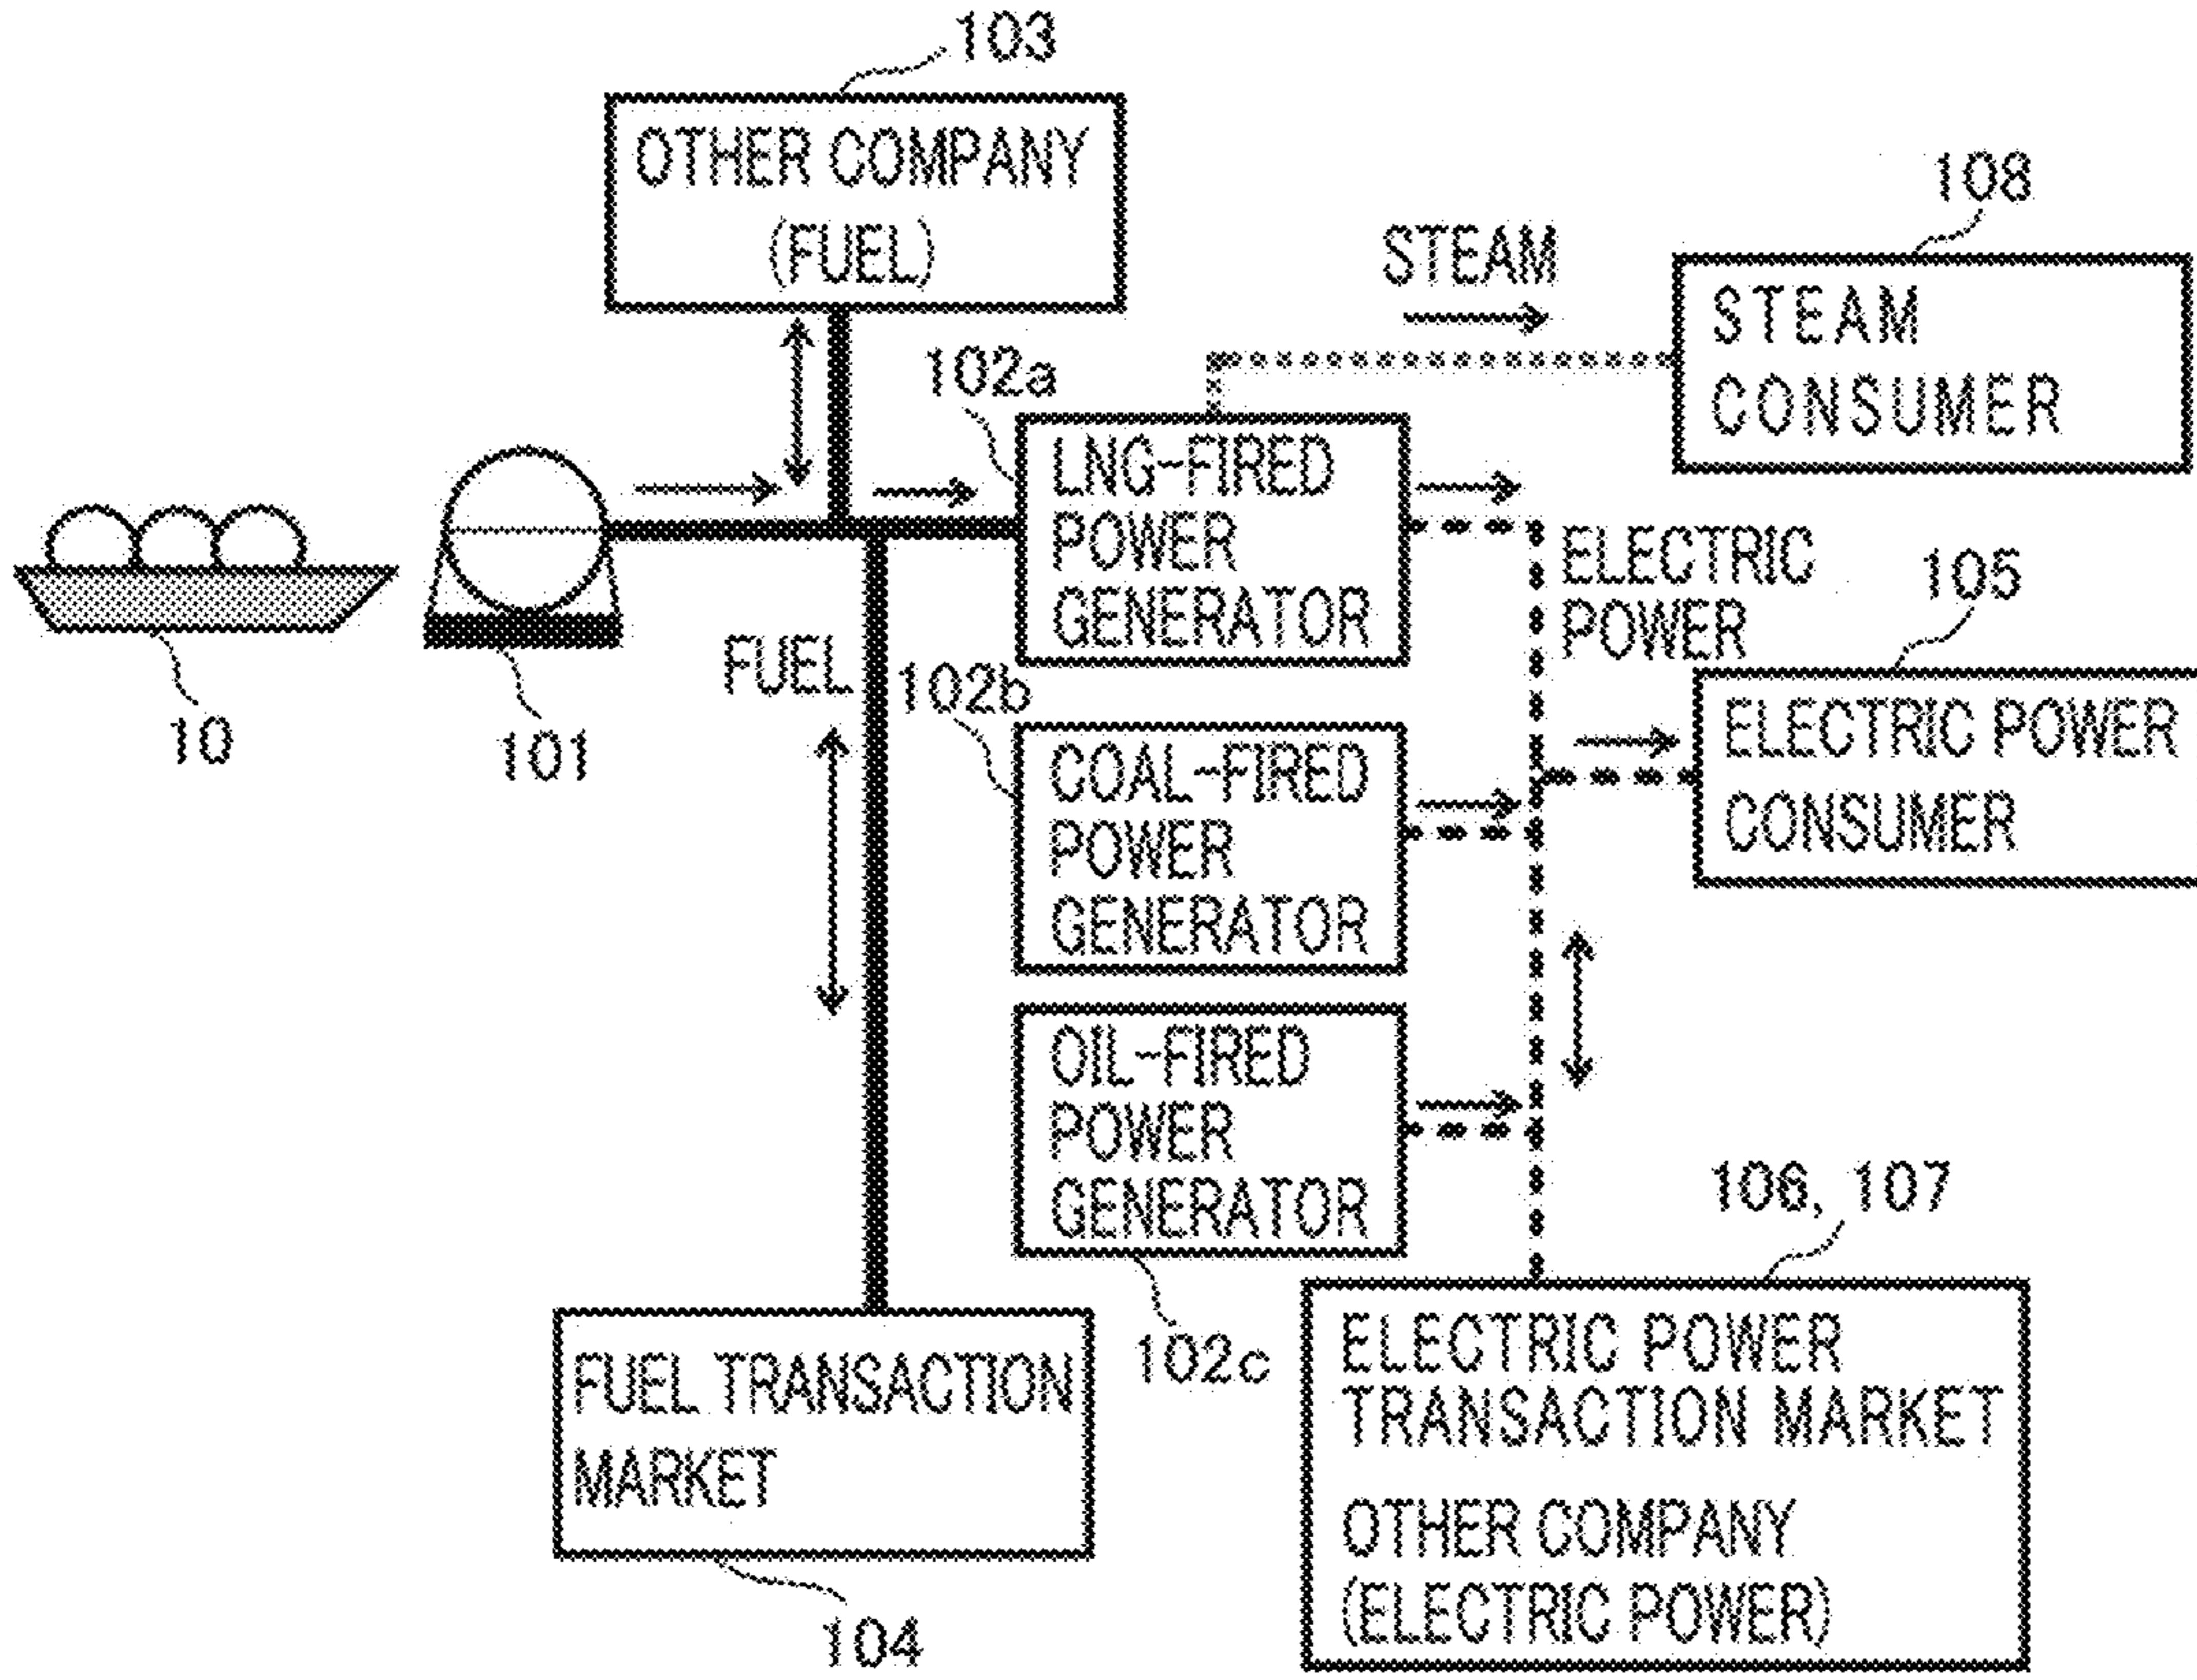 103
OTHER COMPANY
(FUEL)
108
STEAM
STEAM
CONSUMER
102a
LNG-FIRED
POWER
GENERATOR
ELECTRIC
POWER
105
ELECTRIC POWER
CONSUMER
10
101
FUEL
102b
COAL-FIRED
POWER
GENERATOR
OIL-FIRED
POWER
GENERATOR
102c
106, 107
ELECTRIC POWER
TRANSACTION MARKET
OTHER COMPANY
(ELECTRIC POWER)
FUEL TRANSACTION
MARKET
104